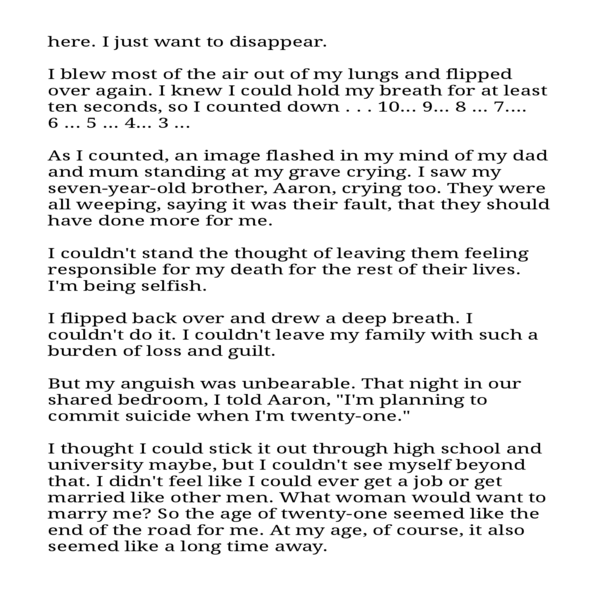 here. I just want to disappear.
I blew most of the air out of my lungs and flipped
over again. I knew I could hold my breath for at least
ten seconds, so I counted down . . . 10... 9... 8 ... 7....
6 ... 5 ... 4... 3 ...
As I counted, an image flashed in my mind of my dad
and mum standing at my grave crying. I saw my
seven-year-old brother, Aaron, crying too. They were
all weeping, saying it was their fault, that they should
have done more for me.
I couldn't stand the thought of leaving them feeling
responsible for my death for the rest of their lives.
I'm being selfish.
I flipped back over and drew a deep breath. I
couldn't do it. I couldn't leave my family with such a
burden of loss and guilt.
But my anguish was unbearable. That night in our
shared bedroom, I told Aaron, "I'm planning to
commit suicide when I'm twenty-one."
I thought I could stick it out through high school and
university maybe, but I couldn't see myself beyond
that. I didn't feel like I could ever get a job or get
married like other men. What woman would want to
marry me? So the age of twenty-one seemed like the
end of the road for me. At my age, of course, it also
seemed like a long time away.